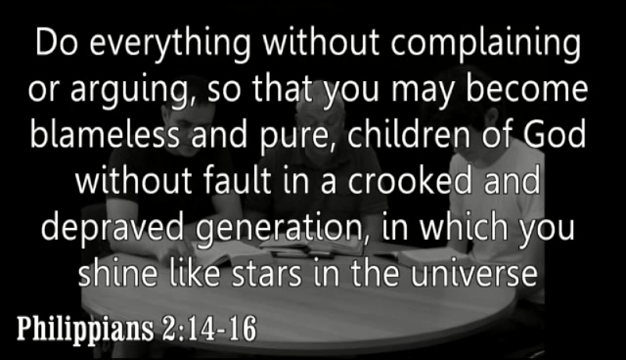 Do everything without complaining
or arguing, so that you may become
blameless and pure, children of God
without fault in a crooked and
depraved generation, in which you
shine like stars in the universe
Philippians 2:14-16